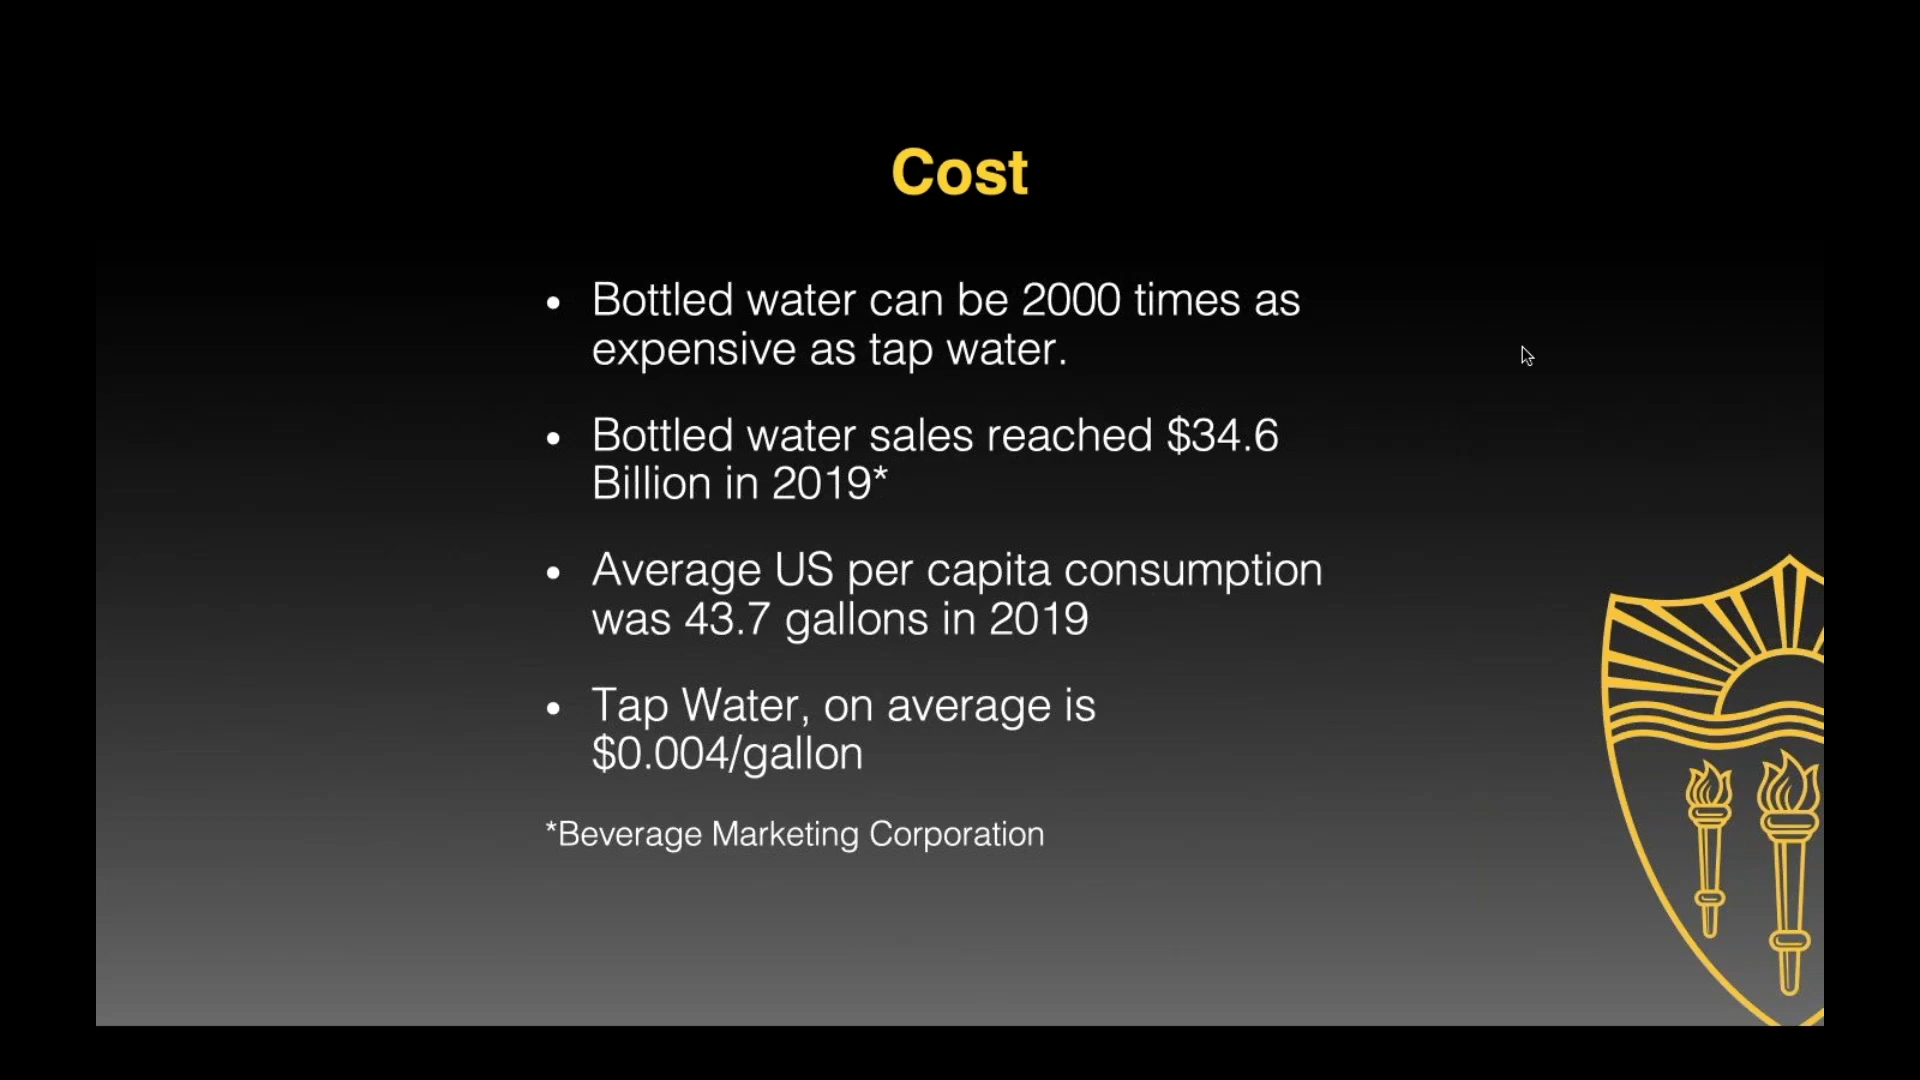 Cost
• Bottled water can be 2000 times as
expensive as tap water.
• Bottled water sales reached $34.6
Billion in 2019*
• Average US per capita consumption
was 43.7 gallons in 2019
• Tap Water, on average is
$0.004/gallon
*Beverage Marketing Corporation